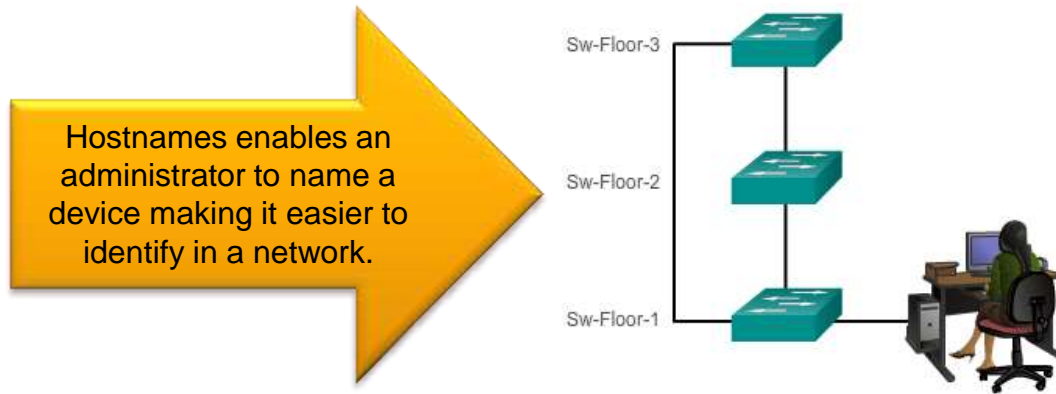 Hostnames enables an
administrator to name a
device making it easier to
identify in a network.
Sw-Floor-3
Sw-Floor-2
Sw-Floor-1